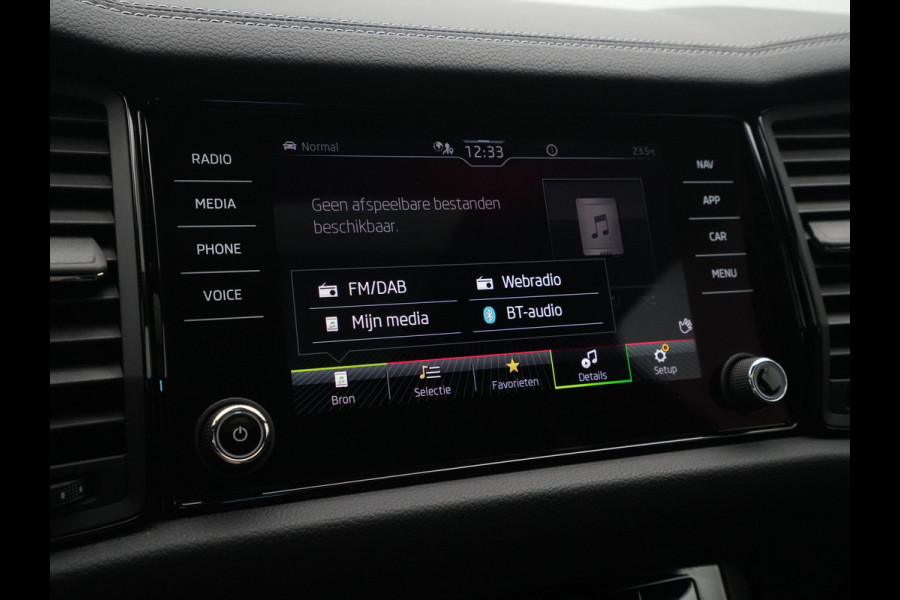 RADIO
MEDIA
PHONE
VOICE
Normal
12:33
23.5°C
Geen afspeelbare bestanden
beschikbaar.
FM/DAB
Webradio
Mijn media
BT-audio
Bron
Selectie
Favorieten
Details
Setup
NAV
APP
CAR
MENU